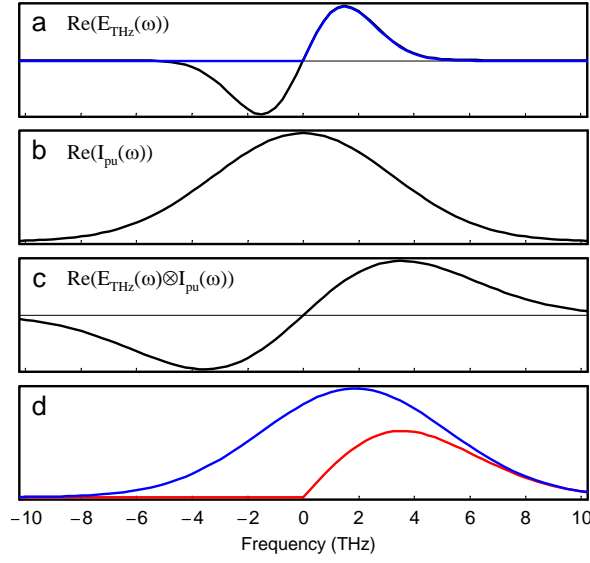 a Re(E_THz(ω))
b Re(I_pu(ω))
c Re(E_THz(ω)⊗I_pu(ω))
d
−10 −8 −6 −4 −2 0 2 4 6 8 10
Frequency (THz)